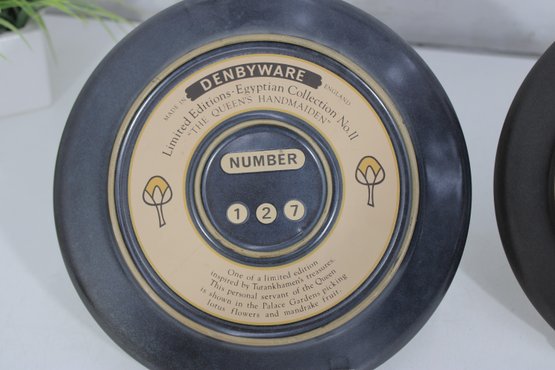 DENBYWARE
MADE IN ENGLAND
Limited Editions - Egyptian Collection No. 11
"THE QUEEN'S HANDMAIDEN"
NUMBER
1 2 7
One of a limited edition
inspired by Tutankhamen's treasures.
This personal servant of the Queen
is shown in the Palace Gardens picking
lotus flowers and mandrake fruit.